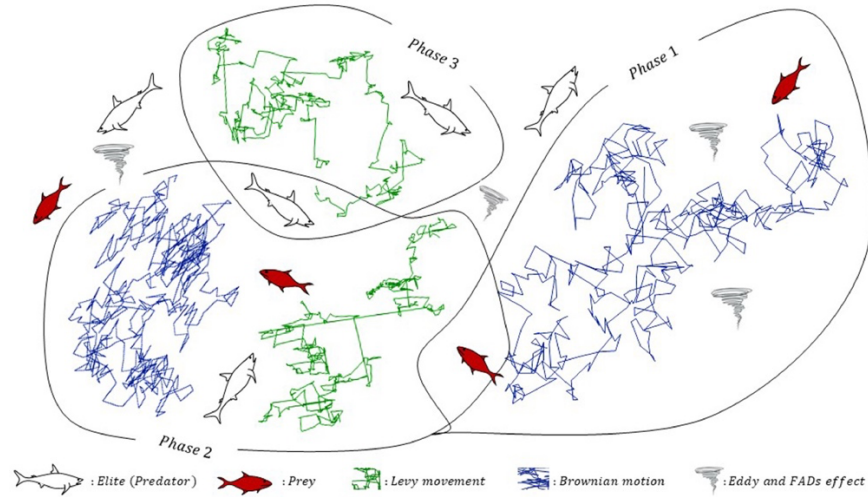 Phase 3
Phase 1
Phase 2
: Elite (Predator)
: Prey
: Levy movement
: Brownian motion
: Eddy and FADs effect